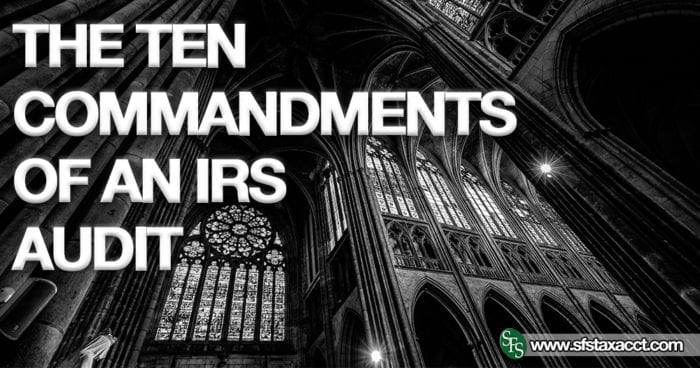 THE TEN
COMMANDMENTS
OF AN IRS
AUDIT
SFS
www.sfstaxacct.com